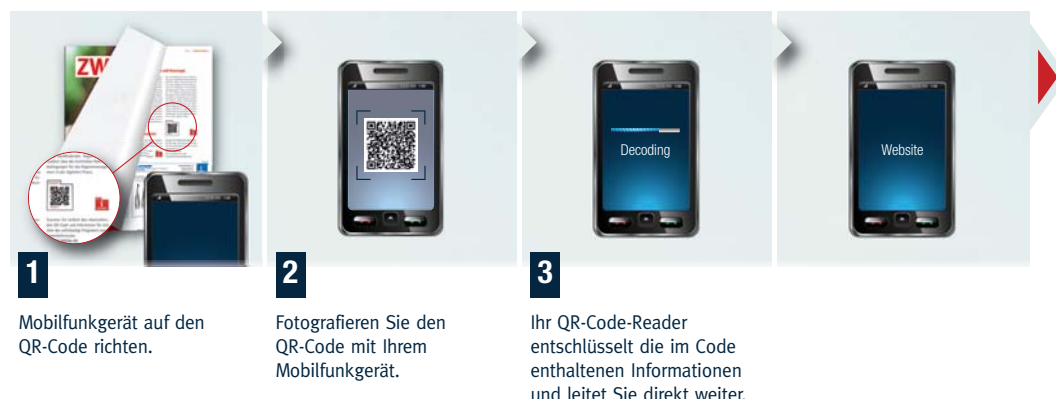 ZW
Decoding
Website
1
Mobilfunkgerät auf den
QR-Code richten.
2
Fotografieren Sie den
QR-Code mit Ihrem
Mobilfunkgerät.
3
Ihr QR-Code-Reader
entschlüsselt die im Code
enthaltenen Informationen
und leitet Sie direkt weiter.